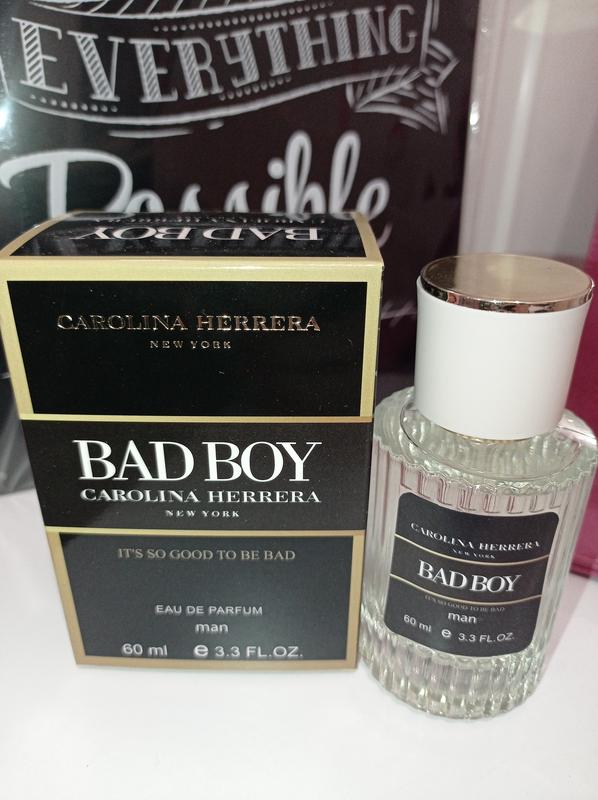 EVERYTHING
Possible
BAD BOY
CAROLINA HERRERA
NEW YORK
BAD BOY
CAROLINA HERRERA
NEW YORK
IT'S SO GOOD TO BE BAD
EAU DE PARFUM
man
60 ml e 3.3 FL.OZ.
CAROLINA HERRERA
NEW YORK
BAD BOY
IT'S SO GOOD TO BE BAD
man
60 ml e 3.3 FL.OZ.